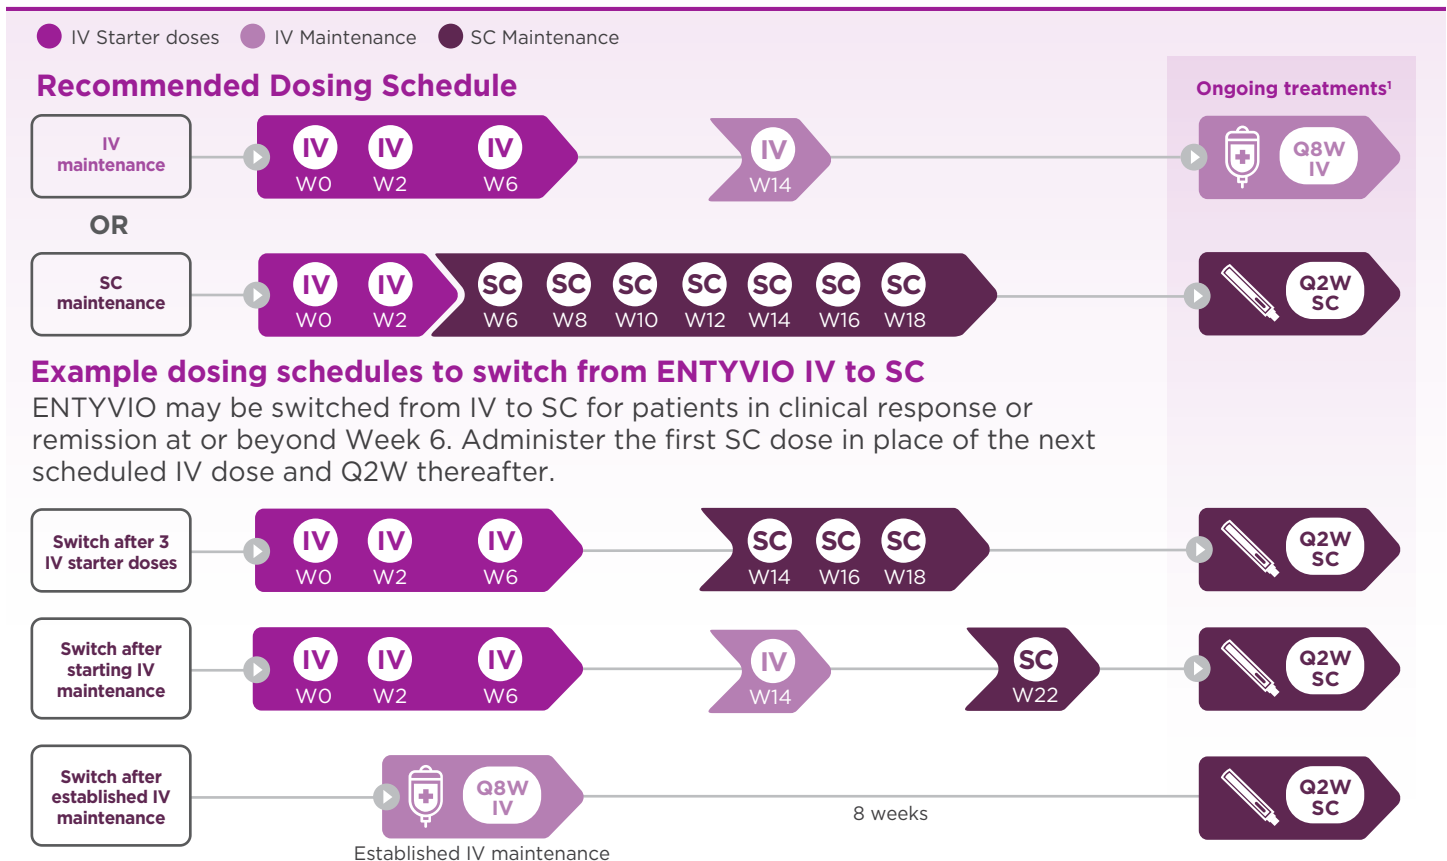 IV Starter doses IV Maintenance SC Maintenance
Recommended Dosing Schedule
Ongoing treatments¹
IV
maintenance
IV IV IV
W0 W2 W6
IV
W14
Q8W
IV
OR
SC
maintenance
IV IV
W0 W2
SC SC SC SC SC SC SC
W6 W8 W10 W12 W14 W16 W18
Q2W
SC
Example dosing schedules to switch from ENTYVIO IV to SC
ENTYVIO may be switched from IV to SC for patients in clinical response or
remission at or beyond Week 6. Administer the first SC dose in place of the next
scheduled IV dose and Q2W thereafter.
Switch after 3
IV starter doses
IV IV IV
W0 W2 W6
SC SC SC
W14 W16 W18
Q2W
SC
Switch after
starting IV
maintenance
IV IV IV
W0 W2 W6
IV
W14
SC
W22
Q2W
SC
Switch after
established IV
maintenance
Q8W
IV
Established IV maintenance
8 weeks
Q2W
SC